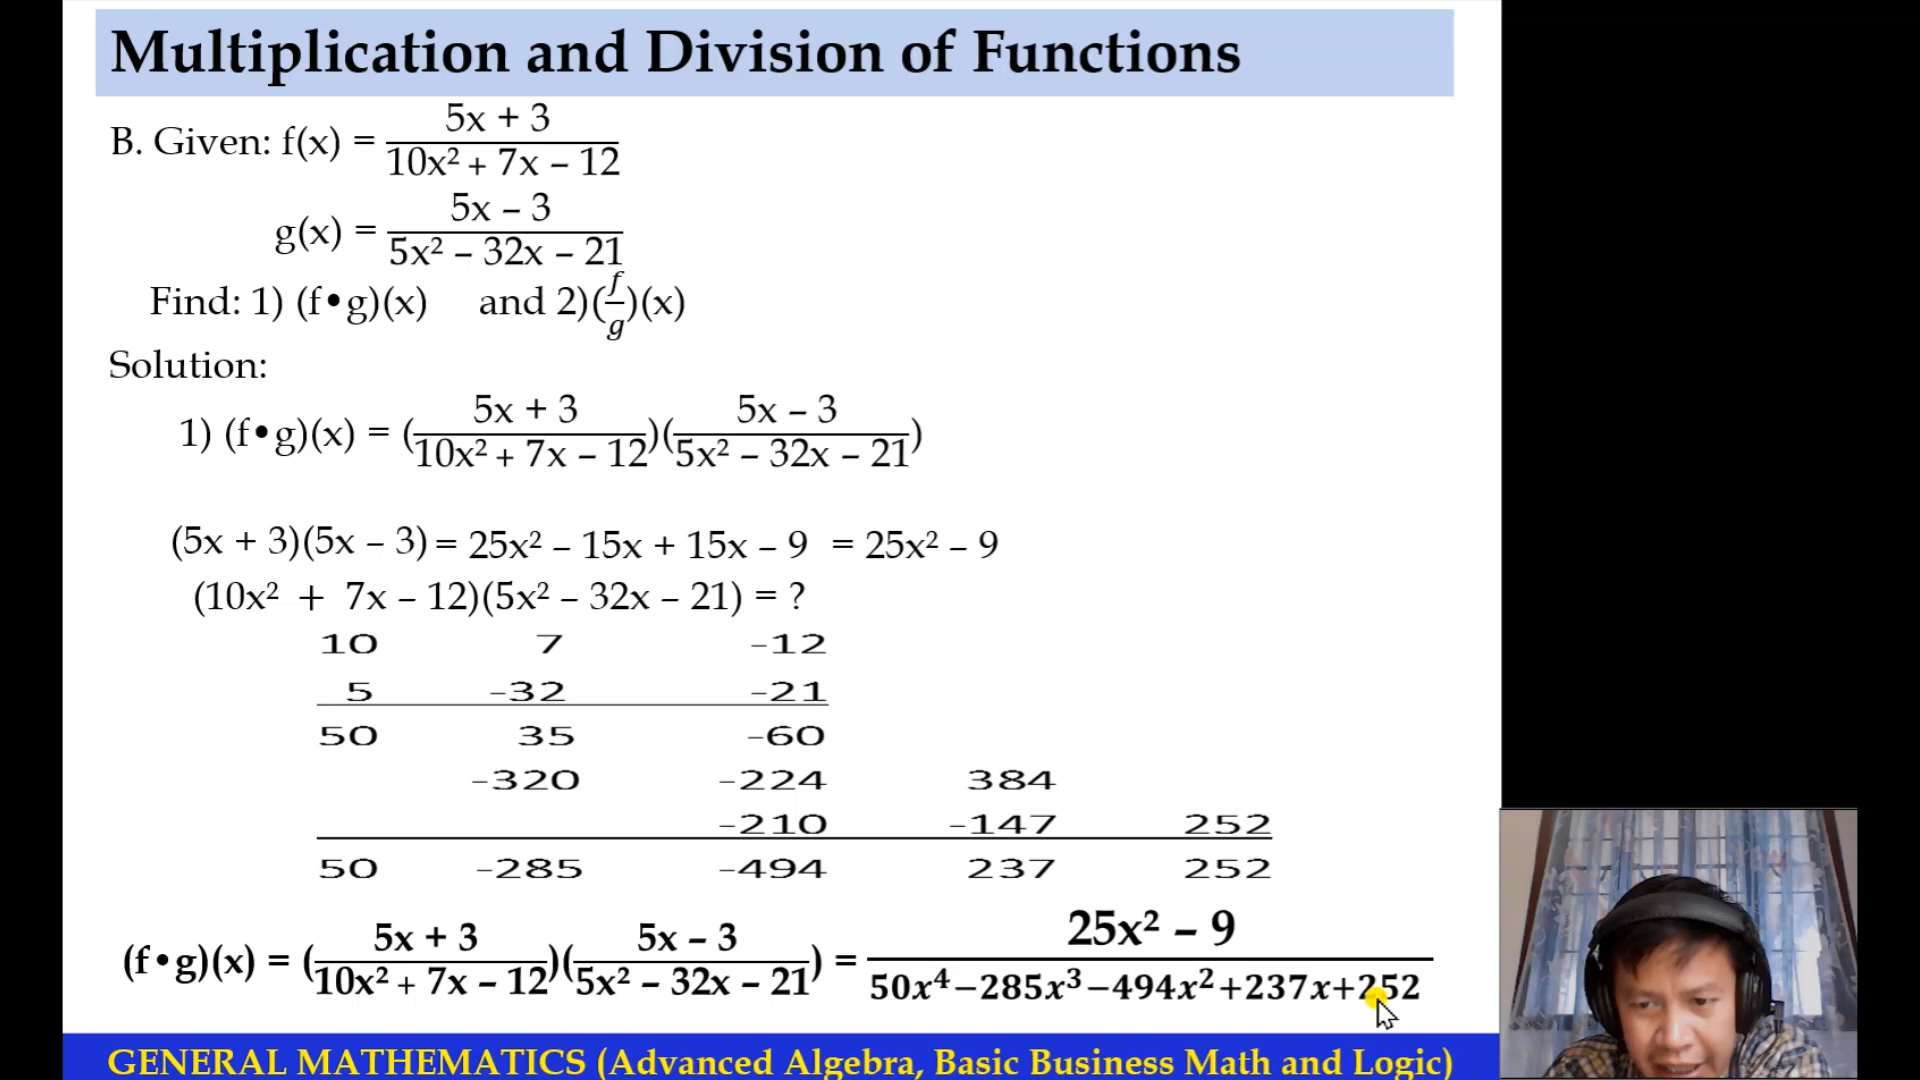 Multiplication and Division of Functions
B. Given: f(x) = (5x + 3)/(10x² + 7x – 12)
g(x) = (5x – 3)/(5x² – 32x – 21)
Find: 1) (f•g)(x) and 2)(f/g)(x)
Solution:
1) (f•g)(x) = ((5x + 3)/(10x² + 7x – 12))((5x – 3)/(5x² – 32x – 21))
(5x + 3)(5x – 3) = 25x² – 15x + 15x – 9 = 25x² – 9
(10x² + 7x – 12)(5x² – 32x – 21) = ?
10 7 -12
5 -32 -21
50 35 -60
-320 -224 384
-210 -147 252
50 -285 -494 237 252
(f•g)(x) = ((5x + 3)/(10x² + 7x – 12))((5x – 3)/(5x² – 32x – 21)) = (25x² – 9)/(50x⁴−285x³−494x²+237x+252)
GENERAL MATHEMATICS (Advanced Algebra, Basic Business Math and Logic)